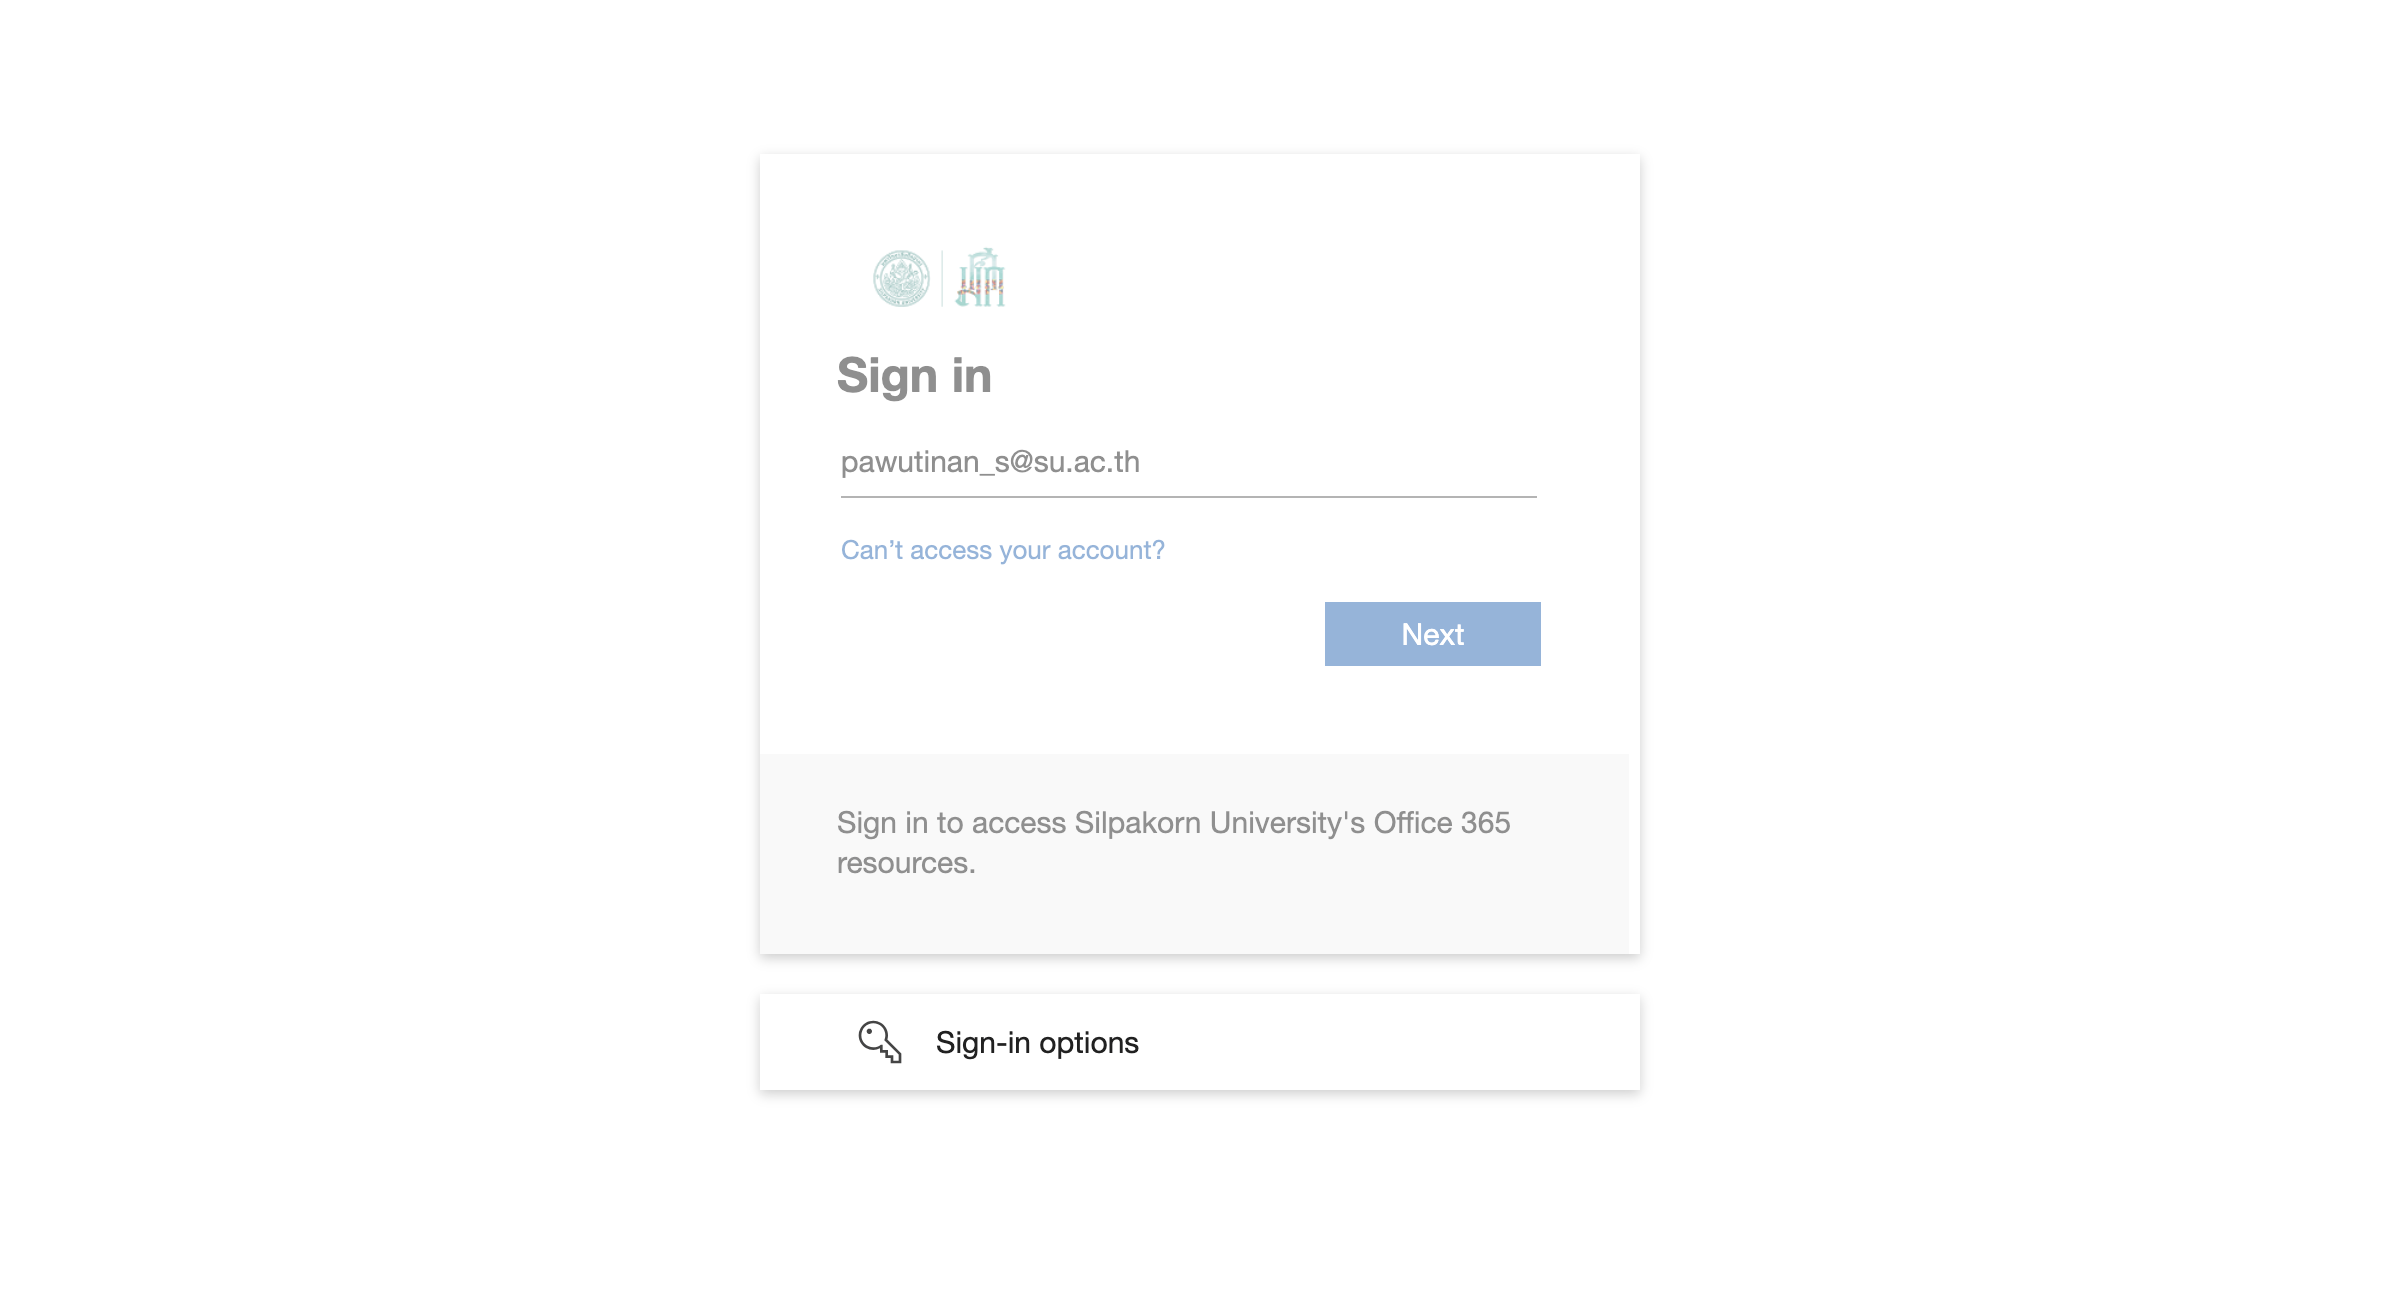 Sign in
pawutinan_s@su.ac.th
Can’t access your account?
Next
Sign in to access Silpakorn University's Office 365
resources.
Sign-in options